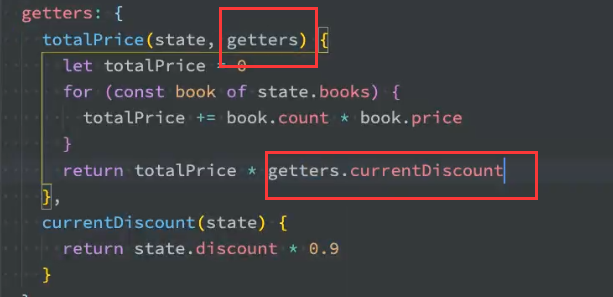 getters: {
totalPrice(state, getters) {
let totalPrice = 0
for (const book of state.books) {
totalPrice += book.count * book.price
}
return totalPrice * getters.currentDiscount
},
currentDiscount(state) {
return state.discount * 0.9
}